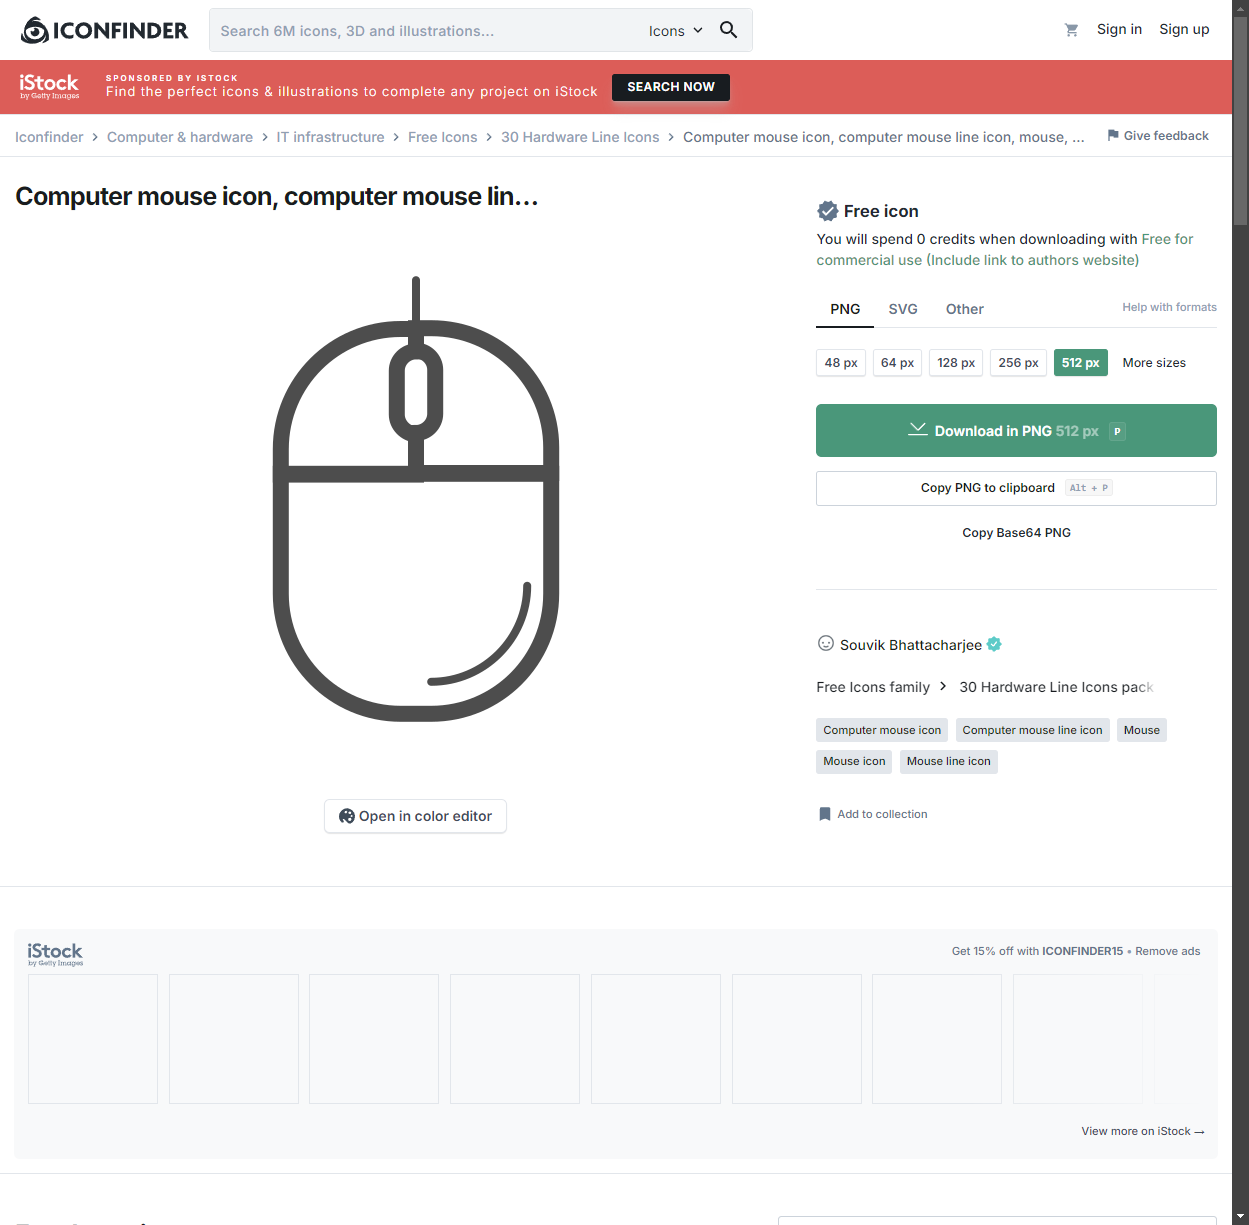 ICONFINDER
Search 6M icons, 3D and illustrations...
Icons
Sign in
Sign up
iStock
by Getty Images
SPONSORED BY ISTOCK
Find the perfect icons & illustrations to complete any project on iStock
SEARCH NOW
Iconfinder > Computer & hardware > IT infrastructure > Free Icons > 30 Hardware Line Icons > Computer mouse icon, computer mouse line icon, mouse, ...
Give feedback
Computer mouse icon, computer mouse lin...
Free icon
You will spend 0 credits when downloading with Free for
commercial use (Include link to authors website)
PNG SVG Other
Help with formats
48 px 64 px 128 px 256 px 512 px More sizes
Download in PNG 512 px P
Copy PNG to clipboard Alt + P
Copy Base64 PNG
Souvik Bhattacharjee
Free Icons family > 30 Hardware Line Icons pack
Computer mouse icon Computer mouse line icon Mouse
Mouse icon Mouse line icon
Add to collection
Open in color editor
iStock
by Getty Images
Get 15% off with ICONFINDER15 • Remove ads
View more on iStock →